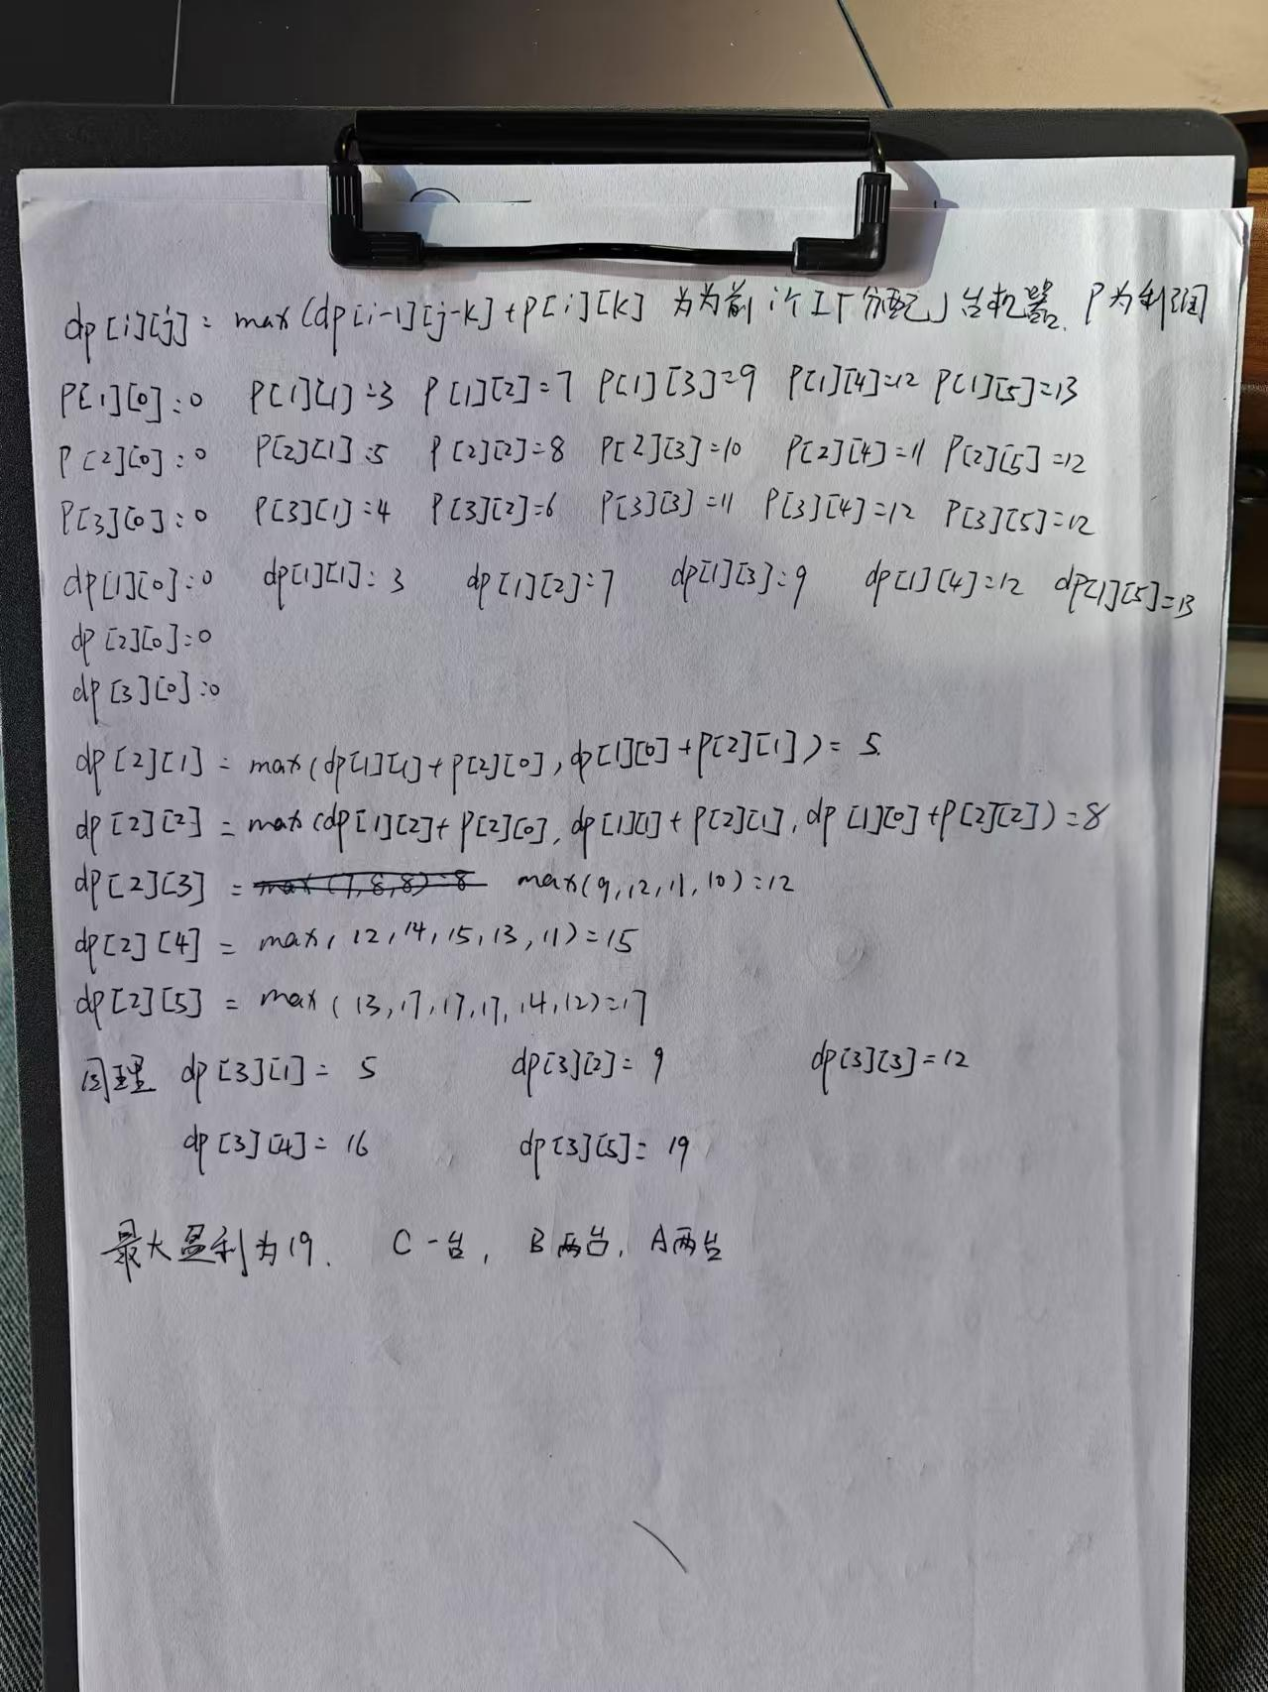 dp[i][j] = max(dp[i-1][j-k]+p[i][k] 为为前i个工厂分配j台机器, P为利润
P[1][0]=0 P[1][1]=3 P[1][2]=7 P[1][3]=9 P[1][4]=12 P[1][5]=13
P[2][0]=0 P[2][1]=5 P[2][2]=8 P[2][3]=10 P[2][4]=11 P[2][5]=12
P[3][0]=0 P[3][1]=4 P[3][2]=6 P[3][3]=11 P[3][4]=12 P[3][5]=12
dp[1][0]=0 dp[1][1]=3 dp[1][2]=7 dp[1][3]=9 dp[1][4]=12 dp[1][5]=13
dp[2][0]=0
dp[3][0]=0
dp[2][1] = max(dp[1][1]+p[2][0], dp[1][0]+p[2][1]) = 5
dp[2][2] = max(dp[1][2]+p[2][0], dp[1][1]+p[2][1], dp[1][0]+p[2][2]) = 8
dp[2][3] = max(7,8,8)=8 max(9,12,11,10)=12
dp[2][4] = max(12,14,15,13,11)=15
dp[2][5] = max(13,17,17,17,14,12)=17
同理 dp[3][1]=5 dp[3][2]=9 dp[3][3]=12
dp[3][4]=16 dp[3][5]=19
最大盈利为19. C一台, B两台, A两台